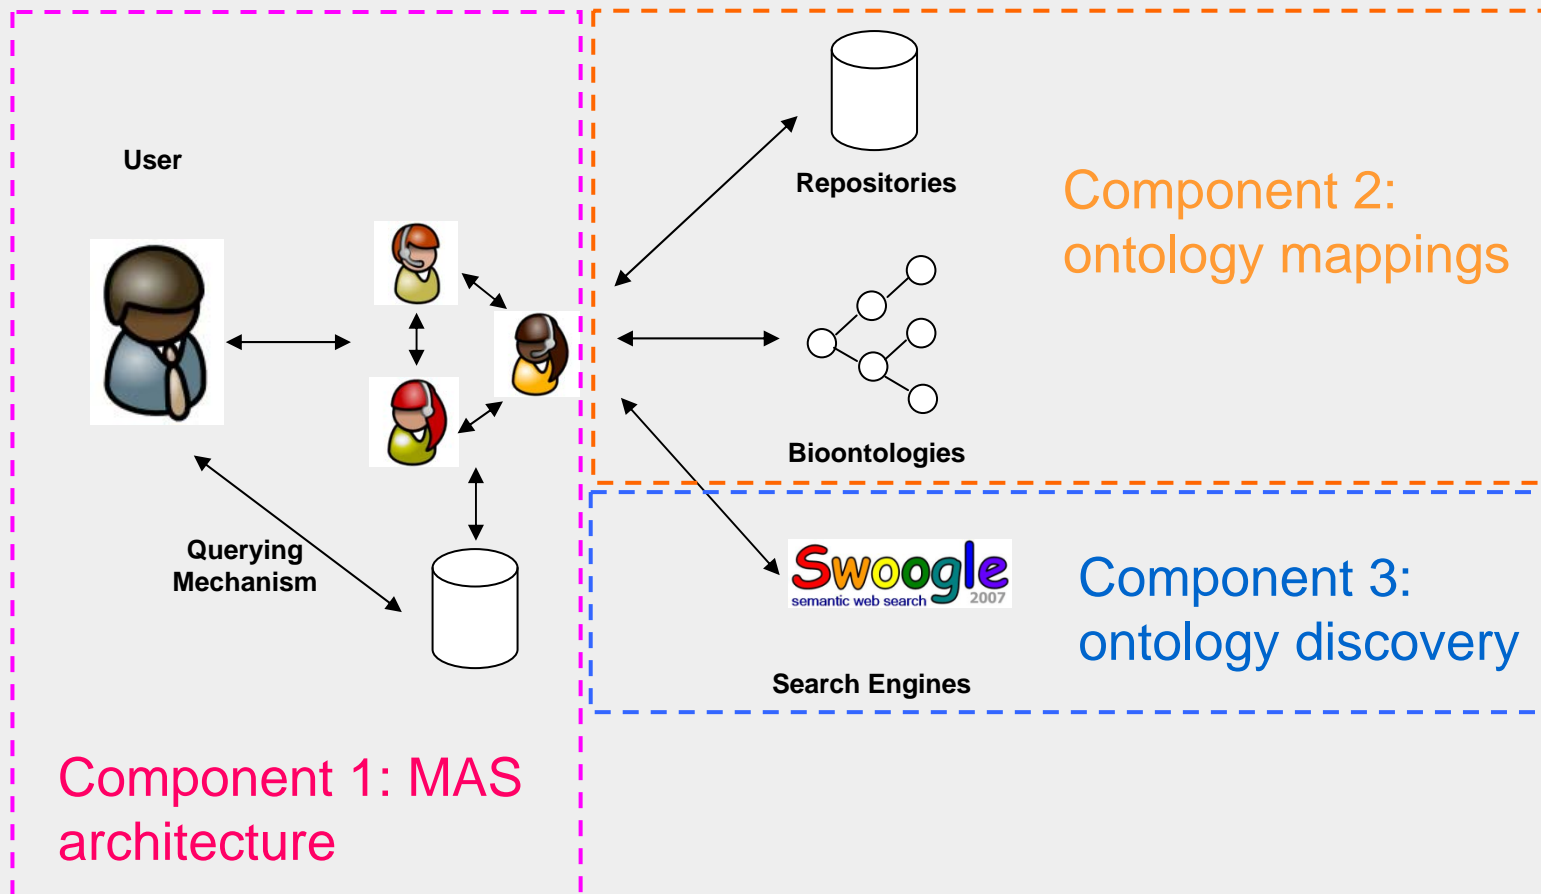 User
Repositories
Component 2:
ontology mappings
Bioontologies
Querying
Mechanism
Swoogle
semantic web search 2007
Component 3:
ontology discovery
Search Engines
Component 1: MAS
architecture